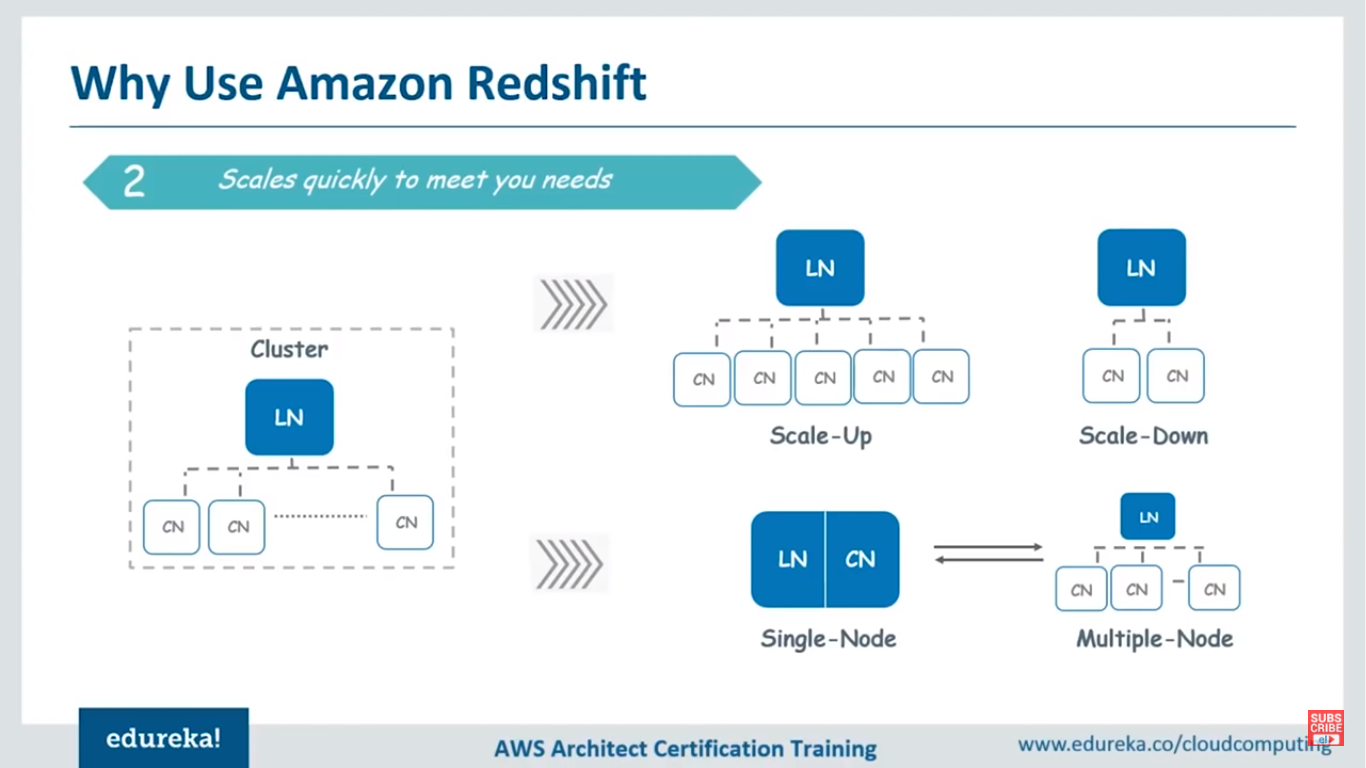 Why Use Amazon Redshift
2 Scales quickly to meet you needs
Cluster
LN
CN CN CN
LN
CN CN CN CN CN
Scale-Up
LN
CN CN
Scale-Down
LN CN
Single-Node
LN
CN CN CN
Multiple-Node
edureka!
AWS Architect Certification Training
www.edureka.co/cloudcomputing
SUBS
CRIBE